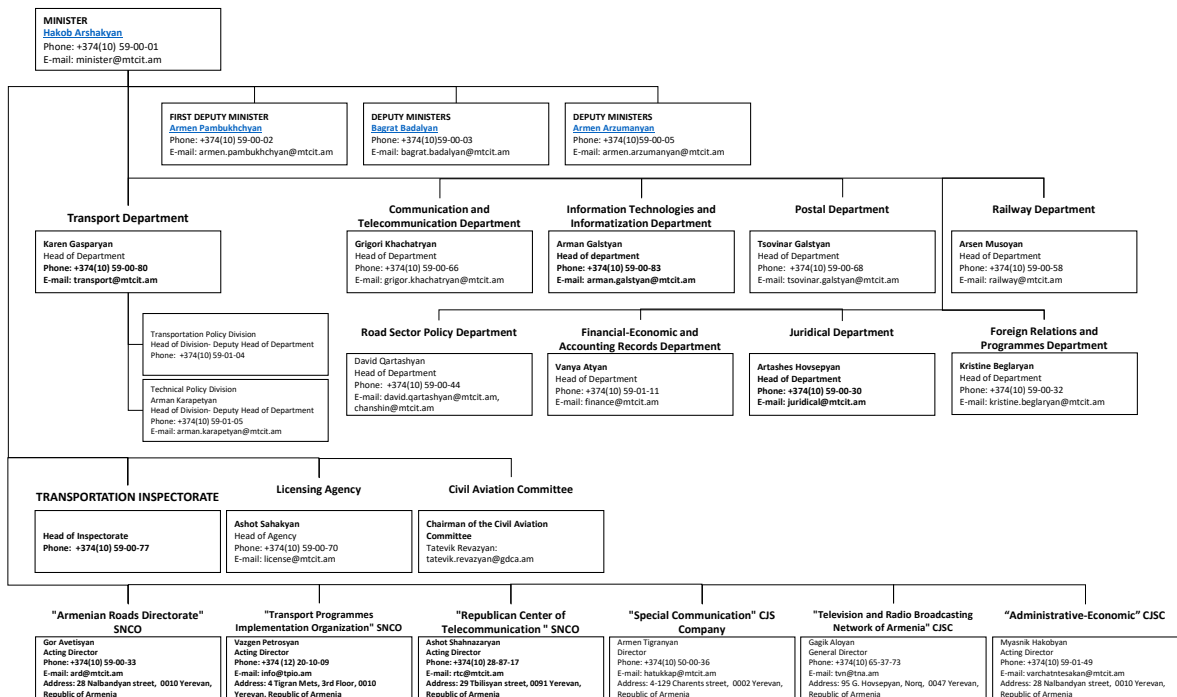 MINISTER
Hakob Arshakyan
Phone: +374(10) 59-00-01
E-mail: minister@mtcit.am
FIRST DEPUTY MINISTER
Armen Pambukhchyan
Phone: +374(10) 59-00-02
E-mail: armen.pambukhchyan@mtcit.am
DEPUTY MINISTERS
Bagrat Badalyan
Phone: +374(10)59-00-03
E-mail: bagrat.badalyan@mtcit.am
DEPUTY MINISTERS
Armen Arzumanyan
Phone: +374(10)59-00-05
E-mail: armen.arzumanyan@mtcit.am
Transport Department
Karen Gasparyan
Head of Department
Phone: +374(10) 59-00-80
E-mail: transport@mtcit.am
Communication and
Telecommunication Department
Grigori Khachatryan
Head of Department
Phone: +374(10) 59-00-66
E-mail: grigor.khachatryan@mtcit.am
Information Technologies and
Informatization Department
Arman Galstyan
Head of department
Phone: +374(10) 59-00-83
E-mail: arman.galstyan@mtcit.am
Postal Department
Tsovinar Galstyan
Head of Department
Phone: +374(10) 59-00-68
E-mail: tsovinar.galstyan@mtcit.am
Railway Department
Arsen Musoyan
Head of Department
Phone: +374(10) 59-00-58
E-mail: railway@mtcit.am
Transportation Policy Division
Head of Division- Deputy Head of Department
Phone: +374(10) 59-01-04
Technical Policy Division
Arman Karapetyan
Head of Division- Deputy Head of Department
Phone: +374(10) 59-01-05
E-mail: arman.karapetyan@mtcit.am
Road Sector Policy Department
David Qartashyan
Head of Department
Phone: +374(10) 59-00-44
E-mail: david.qartashyan@mtcit.am,
chanshin@mtcit.am
Financial-Economic and
Accounting Records Department
Vanya Atyan
Head of Department
Phone: +374(10) 59-01-11
E-mail: finance@mtcit.am
Juridical Department
Artashes Hovsepyan
Head of Department
Phone: +374(10) 59-00-30
E-mail: juridical@mtcit.am
Foreign Relations and
Programmes Department
Kristine Beglaryan
Head of Department
Phone: +374(10) 59-00-32
E-mail: kristine.beglaryan@mtcit.am
TRANSPORTATION INSPECTORATE
Head of Inspectorate
Phone: +374(10) 59-00-77
Licensing Agency
Ashot Sahakyan
Head of Agency
Phone: +374(10) 59-00-70
E-mail: license@mtcit.am
Civil Aviation Committee
Chairman of the Civil Aviation
Committee
Tatevik Revazyan:
tatevik.revazyan@gdca.am
"Armenian Roads Directorate"
SNCO
Gor Avetisyan
Acting Director
Phone: +374(10) 59-00-33
E-mail: ard@mtcit.am
Address: 28 Nalbandyan street, 0010 Yerevan,
Republic of Armenia
"Transport Programmes
Implementation Organization" SNCO
Vazgen Petrosyan
Acting Director
Phone: +374 (12) 20-10-09
E-mail: info@tpio.am
Address: 4 Tigran Mets, 3rd Floor, 0010
Yerevan, Republic of Armenia
"Republican Center of
Telecommunication " SNCO
Ashot Shahnazaryan
Acting Director
Phone: +374(10) 28-87-17
E-mail: rtc@mtcit.am
Address: 29 Tbilisyan street, 0091 Yerevan,
Republic of Armenia
"Special Communication" CJS
Company
Armen Tigranyan
Director
Phone: +374(10) 50-00-36
E-mail: hatukkap@mtcit.am
Address: 4-129 Charents street, 0002 Yerevan,
Republic of Armenia
"Television and Radio Broadcasting
Network of Armenia" CJSC
Gagik Aloyan
General Director
Phone: +374(10) 65-37-73
E-mail: tvn@tna.am
Address: 95 G. Hovsepyan, Norq, 0047 Yerevan,
Republic of Armenia
“Administrative-Economic” CJSC
Myasnik Hakobyan
Acting Director
Phone: +374(10) 59-01-49
E-mail: varchatntesakan@mtcit.am
Address: 28 Nalbandyan street, 0010 Yerevan,
Republic of Armenia